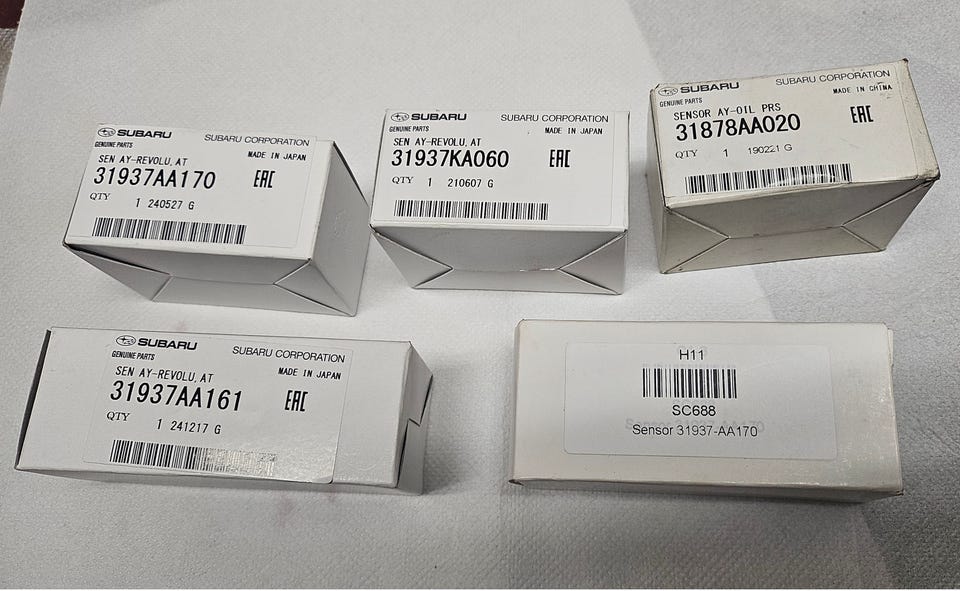 SUBARU SUBARU CORPORATION
GENUINE PARTS MADE IN JAPAN
SEN AY-REVOLU, AT
31937AA170 EAC
QTY 1 240527 G
SUBARU SUBARU CORPORATION
GENUINE PARTS MADE IN JAPAN
SEN AY-REVOLU, AT
31937KA060 EAC
QTY 1 210607 G
SUBARU SUBARU CORPORATION
GENUINE PARTS MADE IN CHINA
SENSOR AY-OIL PRS
31878AA020 EAC
QTY 1 190221 G
SUBARU SUBARU CORPORATION
GENUINE PARTS MADE IN JAPAN
SEN AY-REVOLU, AT
31937AA161 EAC
QTY 1 241217 G
H11
SC688
Sensor 31937-AA170